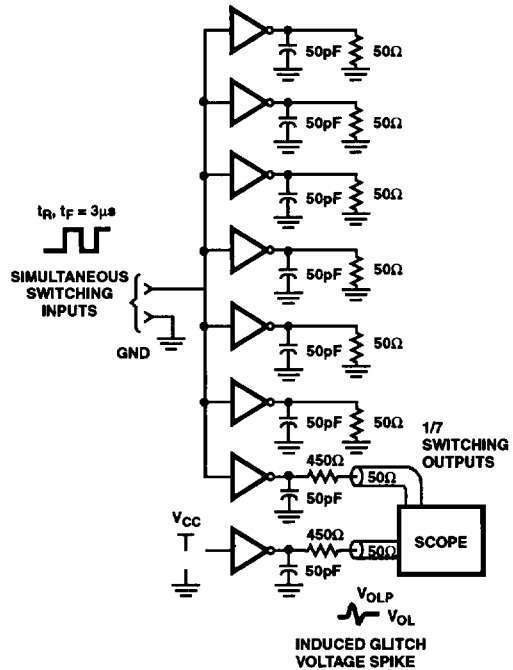 50pF 50Ω
50pF 50Ω
50pF 50Ω
tR, tF = 3µs
50pF 50Ω
SIMULTANEOUS
SWITCHING
INPUTS
GND
50pF 50Ω
50pF 50Ω
1/7
SWITCHING
OUTPUTS
450Ω
50Ω
50pF
VCC
450Ω
50Ω
SCOPE
50pF
VOLP
VOL
INDUCED GLITCH
VOLTAGE SPIKE